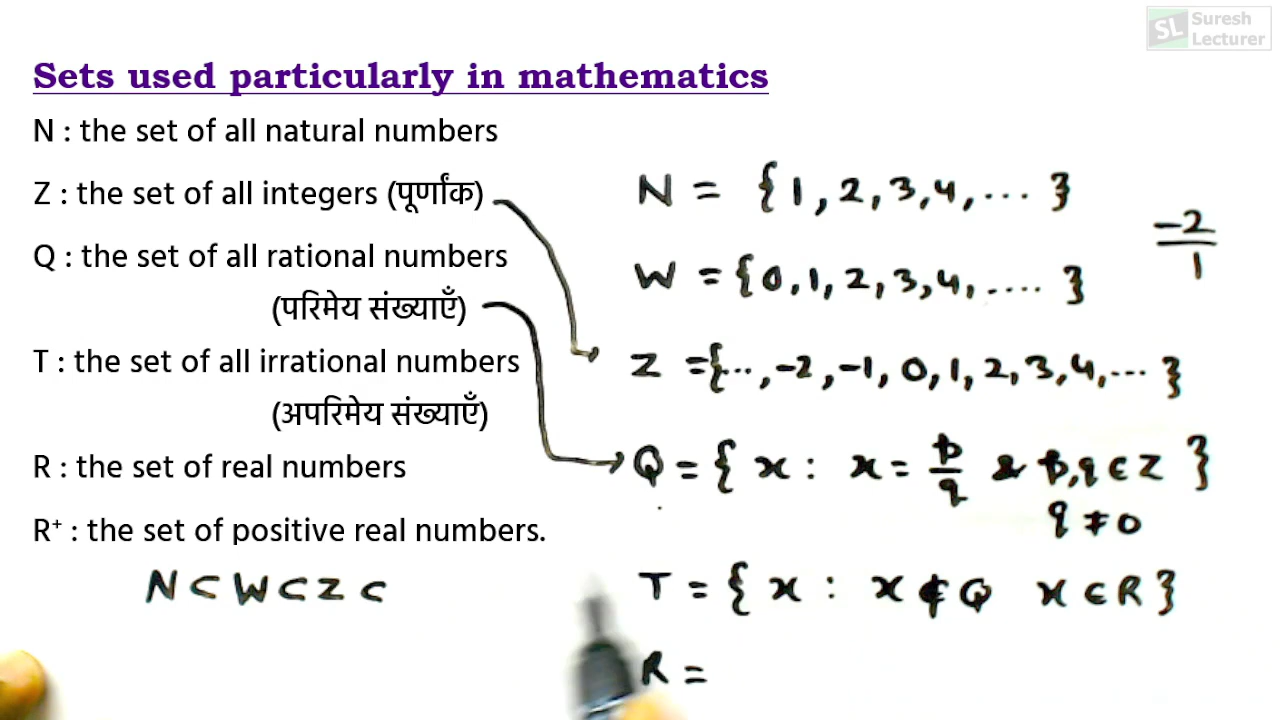 SL Suresh
Lecturer
Sets used particularly in mathematics
N : the set of all natural numbers
Z : the set of all integers (पूर्णांक)
Q : the set of all rational numbers
(परिमेय संख्याएँ)
T : the set of all irrational numbers
(अपरिमेय संख्याएँ)
R : the set of real numbers
R⁺ : the set of positive real numbers.
N ⊂ W ⊂ Z ⊂
N = {1, 2, 3, 4, ... }
-2/1
W = {0, 1, 2, 3, 4, .... }
Z = {.., -2, -1, 0, 1, 2, 3, 4, ... }
Q = { x : x = p/q & p, q ∈ Z }
q ≠ 0
T = { x : x ∉ Q x ∈ R }
R =